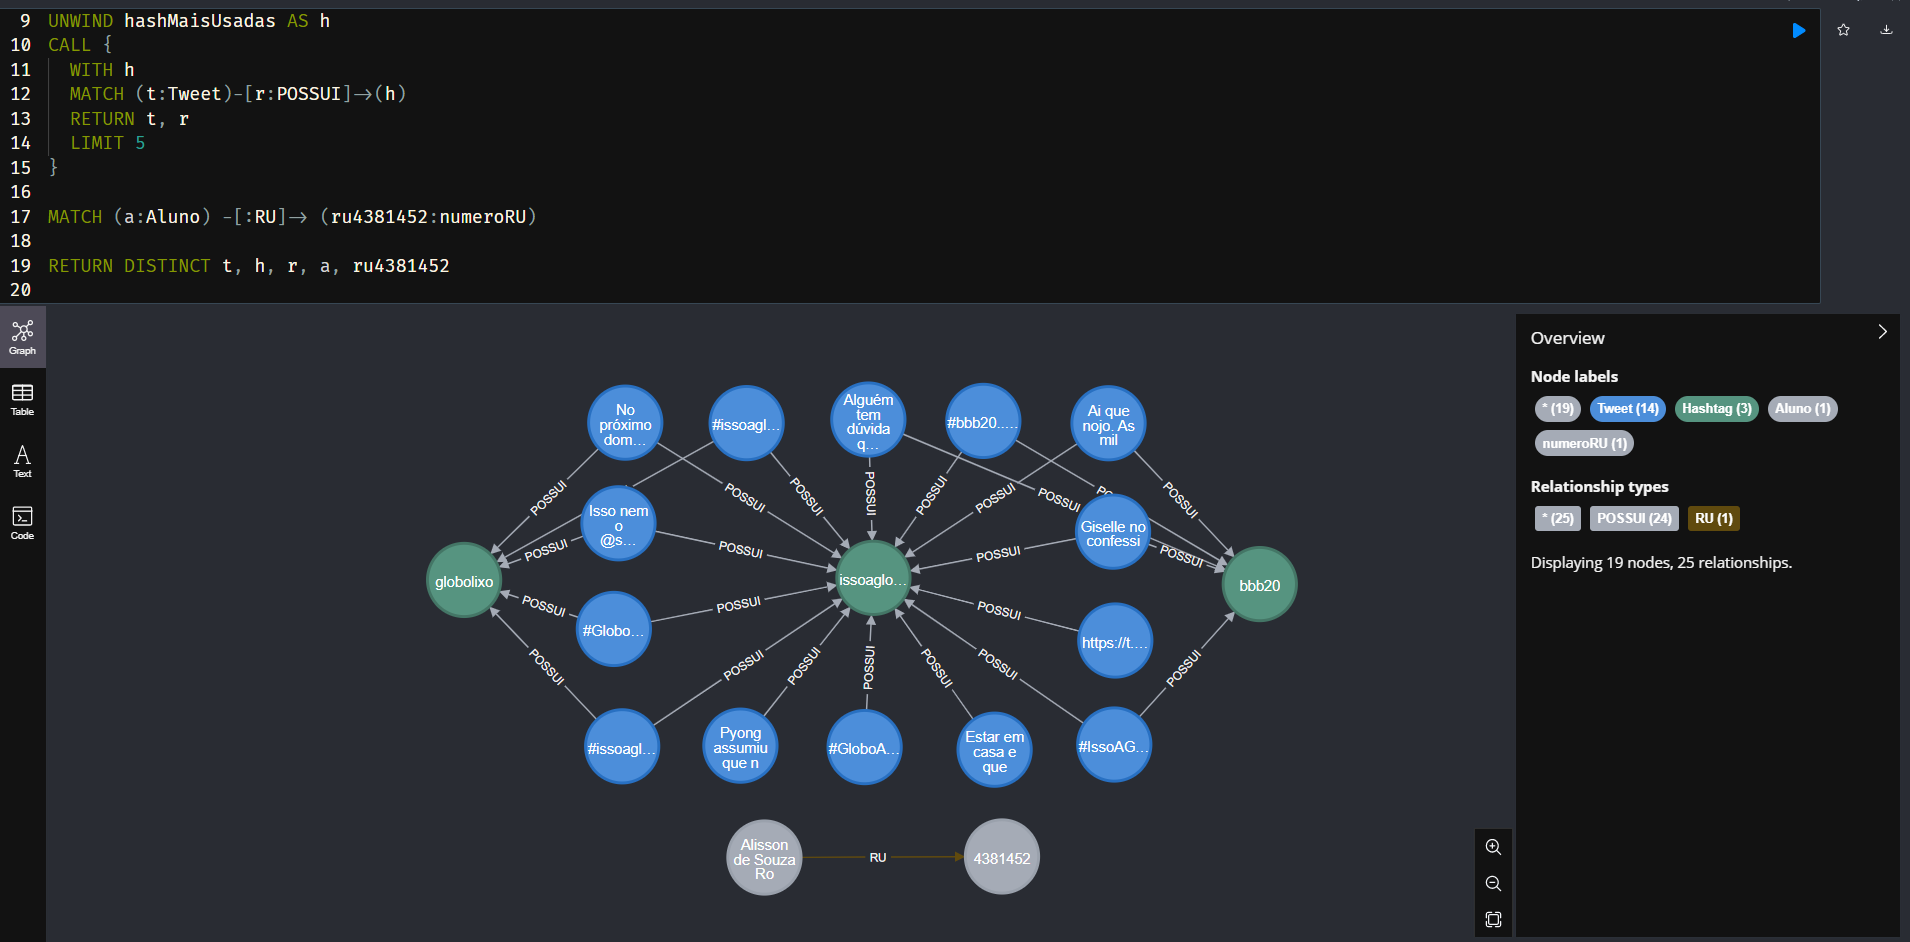 9 UNWIND hashMaisUsadas AS h
10 CALL {
11 WITH h
12 MATCH (t:Tweet)-[r:POSSUI]->(h)
13 RETURN t, r
14 LIMIT 5
15 }
16
17 MATCH (a:Aluno) -[:RU]-> (ru4381452:numeroRU)
18
19 RETURN DISTINCT t, h, r, a, ru4381452
20
Graph
Table
Text
Code
No
próximo
dom...
#issoagl...
Alguém
tem
dúvida
q...
#bbb20.....
Ai que
nojo. As
mil
POSSUI
POSSUI
POSSUI
POSSUI
POSSUI
POSSUI
POSSUI
PO
POSSUI
Isso nem
o
@s...
Giselle no
confessi
POSSUI
POSSUI
POSSUI
POSSUI
globolixo
issoaglo...
bbb20
POSSUI
POSSUI
POSSUI
#Globo...
https://t....
POSSUI
POSSUI
POSSUI
POSSUI
POSSUI
POSSUI
POSSUI
#issoagl...
Pyong
assumiu
que n
#GloboA...
Estar em
casa e
que
#IssoAG...
Alisson
de Souza
Ro
RU
4381452
Overview
Node labels
* (19) Tweet (14) Hashtag (3) Aluno (1)
numeroRU (1)
Relationship types
* (25) POSSUI (24) RU (1)
Displaying 19 nodes, 25 relationships.